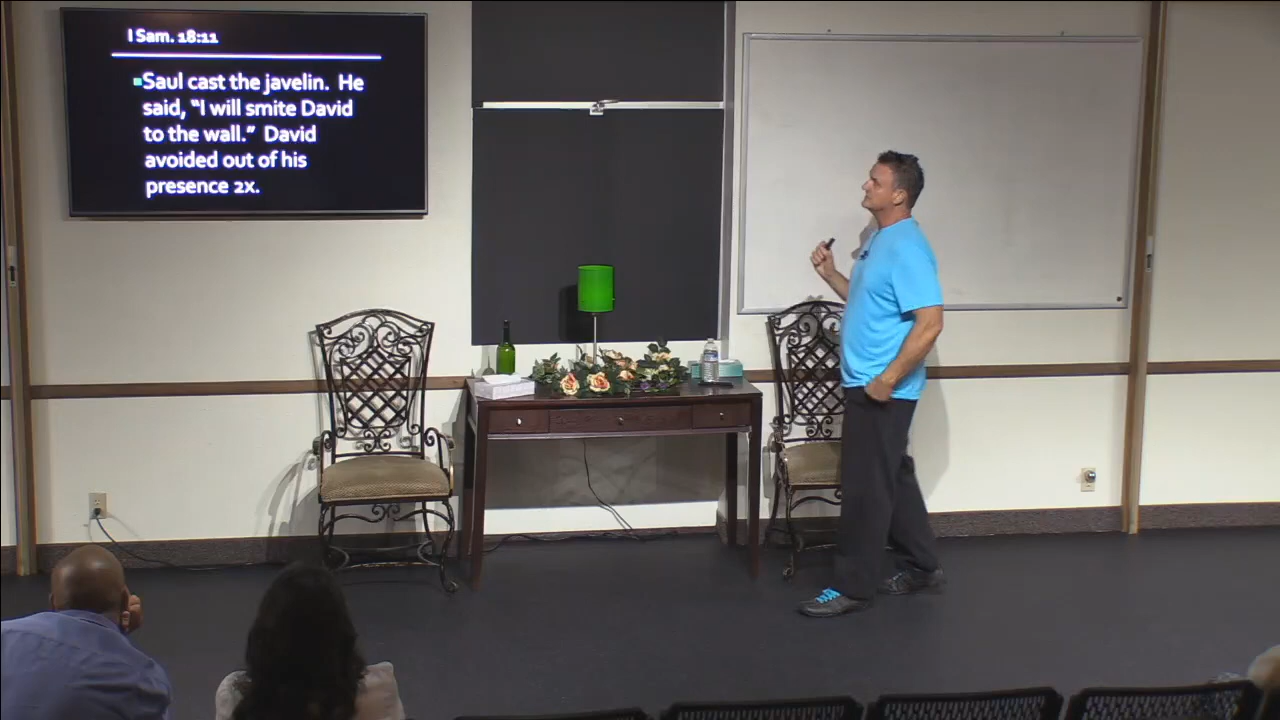 I Sam. 18:11
Saul cast the javelin. He
said, “I will smite David
to the wall.” David
avoided out of his
presence 2x.